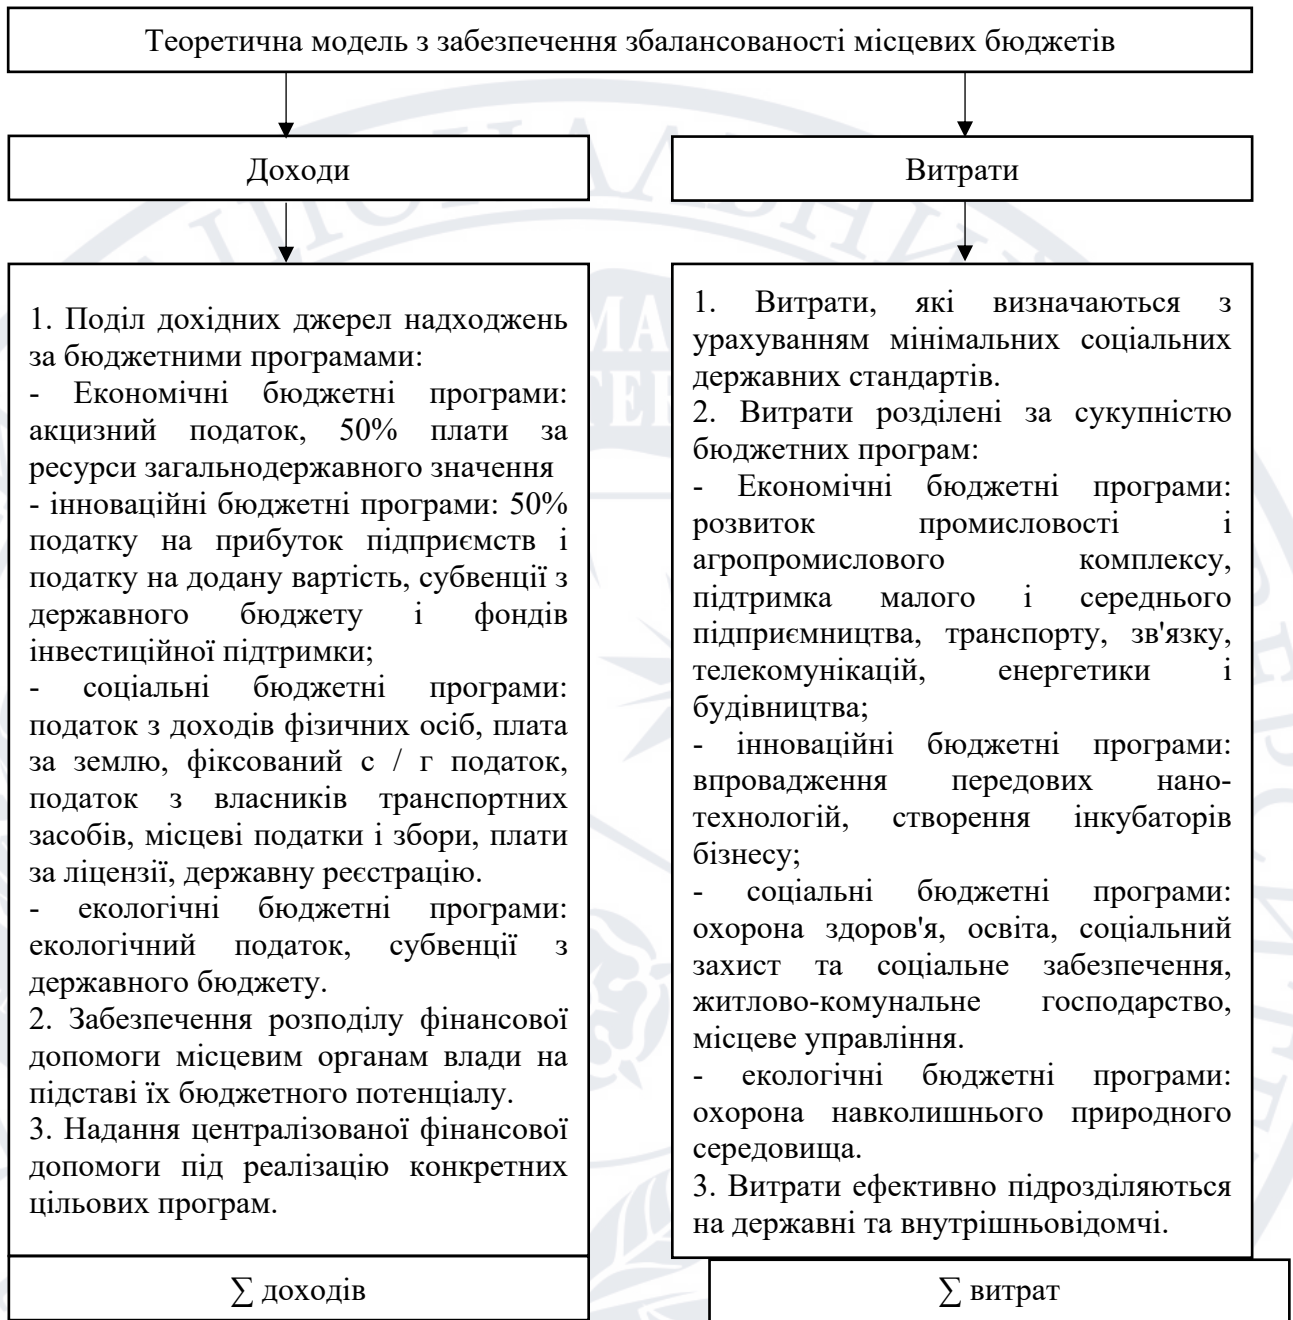 Теоретична модель з забезпечення збалансованості місцевих бюджетів
Доходи
1. Поділ дохідних джерел надходжень
за бюджетними програмами:
- Економічні бюджетні програми:
акцизний податок, 50% плати за
ресурси загальнодержавного значення
- інноваційні бюджетні програми: 50%
податку на прибуток підприємств і
податку на додану вартість, субвенції з
державного бюджету і фондів
інвестиційної підтримки;
- соціальні бюджетні програми:
податок з доходів фізичних осіб, плата
за землю, фіксований с / г податок,
податок з власників транспортних
засобів, місцеві податки і збори, плати
за ліцензії, державну реєстрацію.
- екологічні бюджетні програми:
екологічний податок, субвенції з
державного бюджету.
2. Забезпечення розподілу фінансової
допомоги місцевим органам влади на
підставі їх бюджетного потенціалу.
3. Надання централізованої фінансової
допомоги під реалізацію конкретних
цільових програм.
∑ доходів
Витрати
1. Витрати, які визначаються з
урахуванням мінімальних соціальних
державних стандартів.
2. Витрати розділені за сукупністю
бюджетних програм:
- Економічні бюджетні програми:
розвиток промисловості і
агропромислового комплексу,
підтримка малого і середнього
підприємництва, транспорту, зв'язку,
телекомунікацій, енергетики і
будівництва;
- інноваційні бюджетні програми:
впровадження передових нано-
технологій, створення інкубаторів
бізнесу;
- соціальні бюджетні програми:
охорона здоров'я, освіта, соціальний
захист та соціальне забезпечення,
житлово-комунальне господарство,
місцеве управління.
- екологічні бюджетні програми:
охорона навколишнього природного
середовища.
3. Витрати ефективно підрозділяються
на державні та внутрішньовідомчі.
∑ витрат